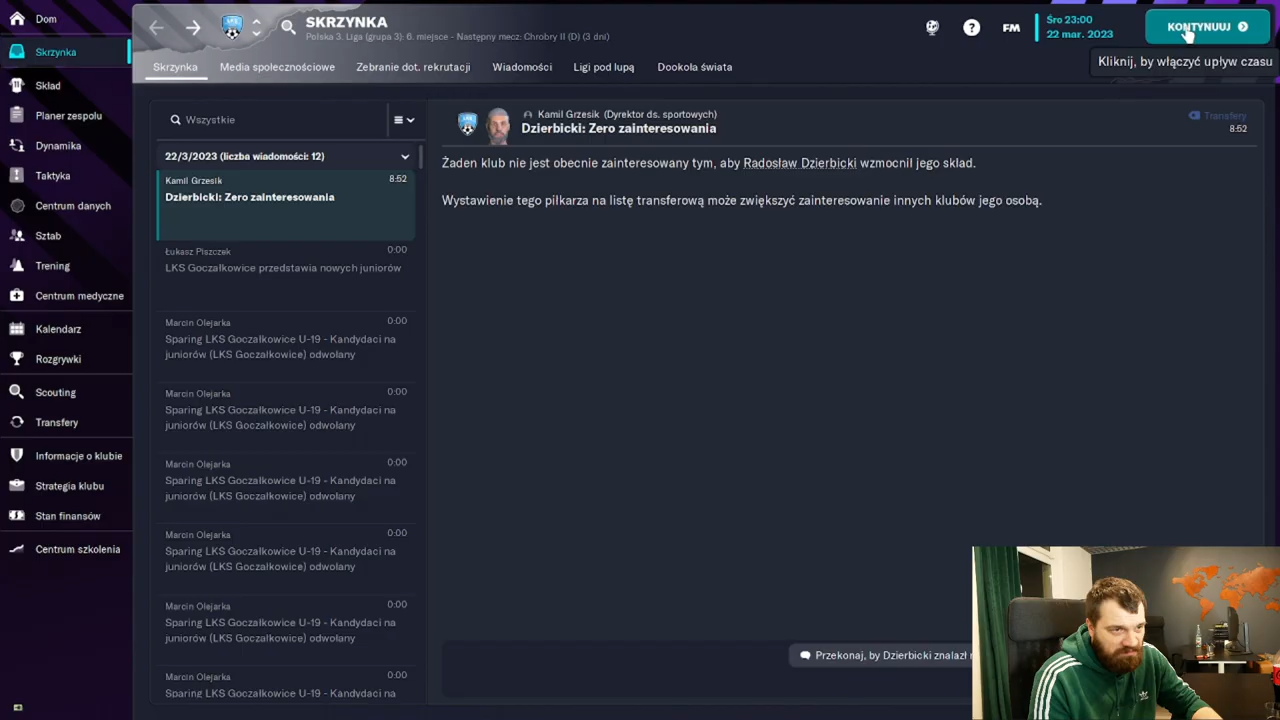 Dom
Skrzynka
Skład
Planer zespołu
Dynamika
Taktyka
Centrum danych
Sztab
Trening
Centrum medyczne
Kalendarz
Rozgrywki
Scouting
Transfery
Informacje o klubie
Strategia klubu
Stan finansów
Centrum szkolenia
SKRZYNKA
Polska 3. Liga (grupa 3): 6. miejsce - Następny mecz: Chrobry II (D) (3 dni)
FM
Śro 23:00
22 mar. 2023
KONTYNUUJ
Kliknij, by włączyć upływ czasu
Skrzynka
Media społecznościowe
Zebranie dot. rekrutacji
Wiadomości
Ligi pod lupą
Dookoła świata
Wszystkie
22/3/2023 (liczba wiadomości: 12)
Kamil Grzesik 8:52
Dzierbicki: Zero zainteresowania
Łukasz Piszczek 0:00
LKS Goczałkowice przedstawia nowych juniorów
Marcin Olejarka 0:00
Sparing LKS Goczałkowice U-19 - Kandydaci na
juniorów (LKS Goczałkowice) odwołany
Marcin Olejarka 0:00
Sparing LKS Goczałkowice U-19 - Kandydaci na
juniorów (LKS Goczałkowice) odwołany
Marcin Olejarka 0:00
Sparing LKS Goczałkowice U-19 - Kandydaci na
juniorów (LKS Goczałkowice) odwołany
Marcin Olejarka 0:00
Sparing LKS Goczałkowice U-19 - Kandydaci na
juniorów (LKS Goczałkowice) odwołany
Marcin Olejarka 0:00
Sparing LKS Goczałkowice U-19 - Kandydaci na
juniorów (LKS Goczałkowice) odwołany
Marcin Olejarka 0:00
Sparing LKS Goczałkowice U-19 - Kandydaci na
Kamil Grzesik (Dyrektor ds. sportowych)
Dzierbicki: Zero zainteresowania
Transfery
8:52
Żaden klub nie jest obecnie zainteresowany tym, aby Radosław Dzierbicki wzmocnił jego skład.
Wystawienie tego piłkarza na listę transferową może zwiększyć zainteresowanie innych klubów jego osobą.
Przekonaj, by Dzierbicki znalazł